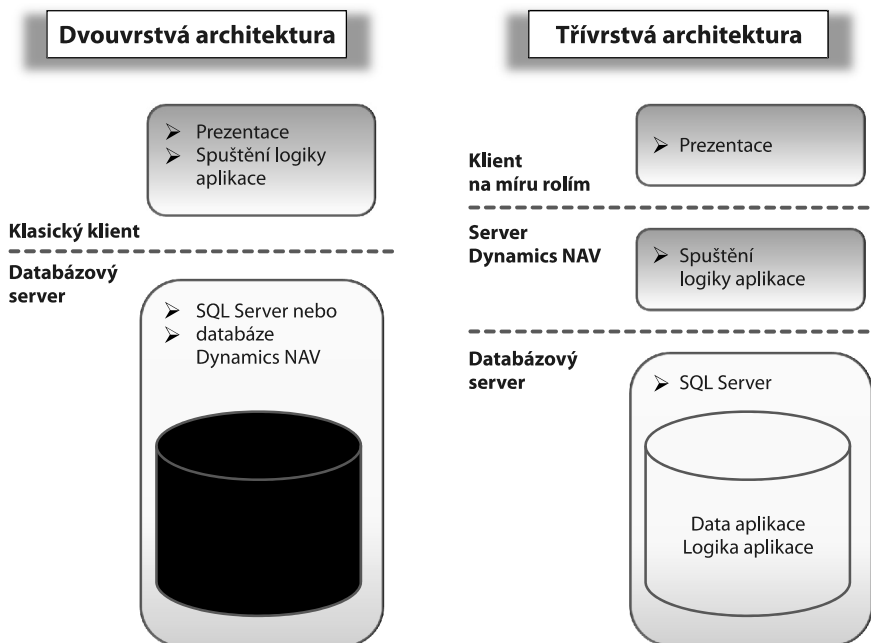 Dvouvrstvá architektura
Prezentace
Spuštění logiky
aplikace
Klasický klient
Databázový
server
SQL Server nebo
databáze
Dynamics NAV
Třívrstvá architektura
Klient
na míru rolím
Prezentace
Server
Dynamics NAV
Spuštění
logiky aplikace
Databázový
server
SQL Server
Data aplikace
Logika aplikace